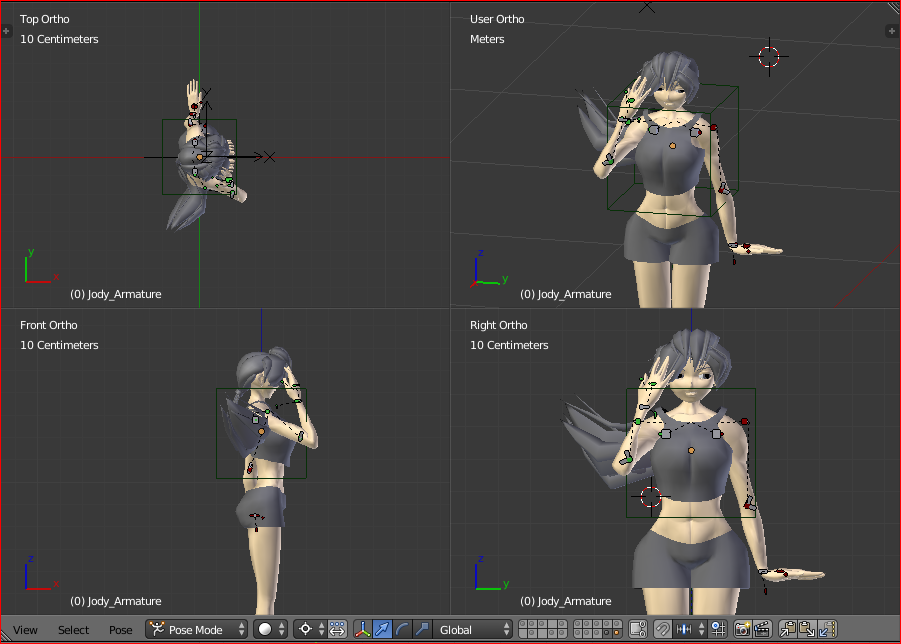 Top Ortho
10 Centimeters
y
x
(0) Jody_Armature
User Ortho
Meters
z
y
(0) Jody_Armature
Front Ortho
10 Centimeters
z
x
(0) Jody_Armature
Right Ortho
10 Centimeters
z
y
(0) Jody_Armature
View Select Pose Pose Mode Global